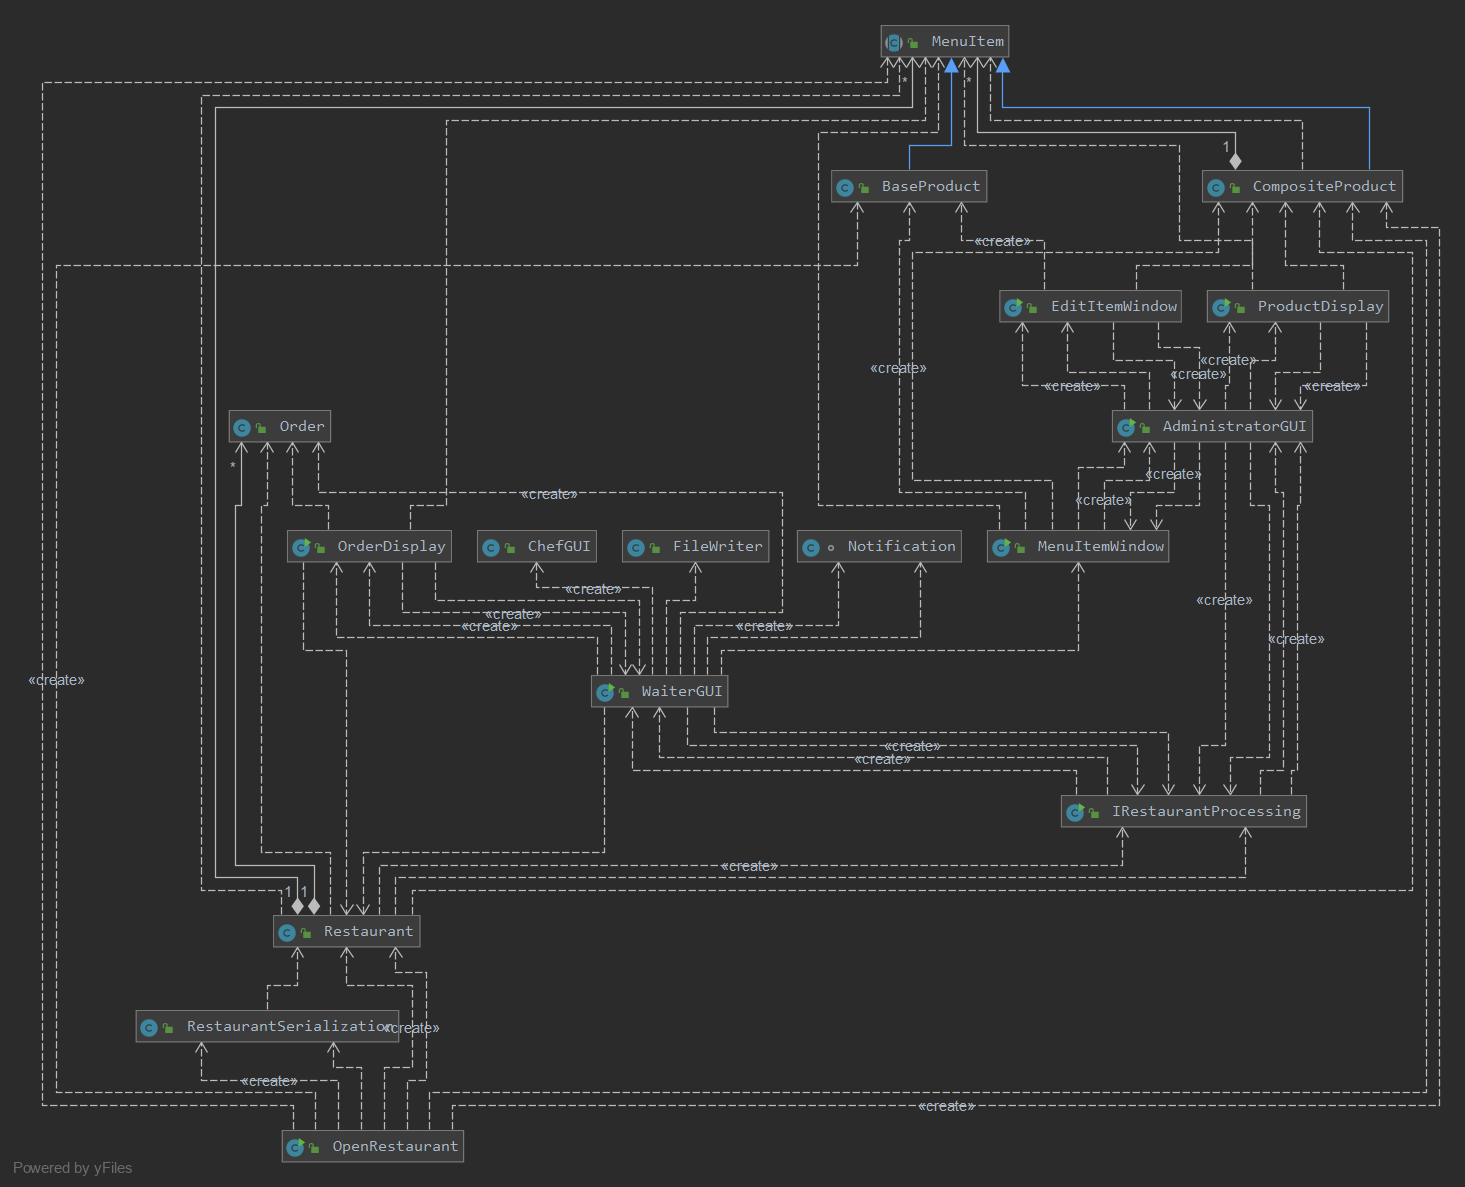 MenuItem
*
*
1
BaseProduct
CompositeProduct
«create»
EditItemWindow
ProductDisplay
«create»
«create»
«create»
«create»
«create»
Order
AdministratorGUI
*
«create»
«create»
«create»
OrderDisplay
ChefGUI
FileWriter
Notification
MenuItemWindow
«create»
«create»
«create»
«create»
«create»
«create»
«create»
WaiterGUI
«create»
«create»
IRestaurantProcessing
«create»
1
1
Restaurant
RestaurantSerialization
«create»
«create»
«create»
OpenRestaurant
Powered by yFiles